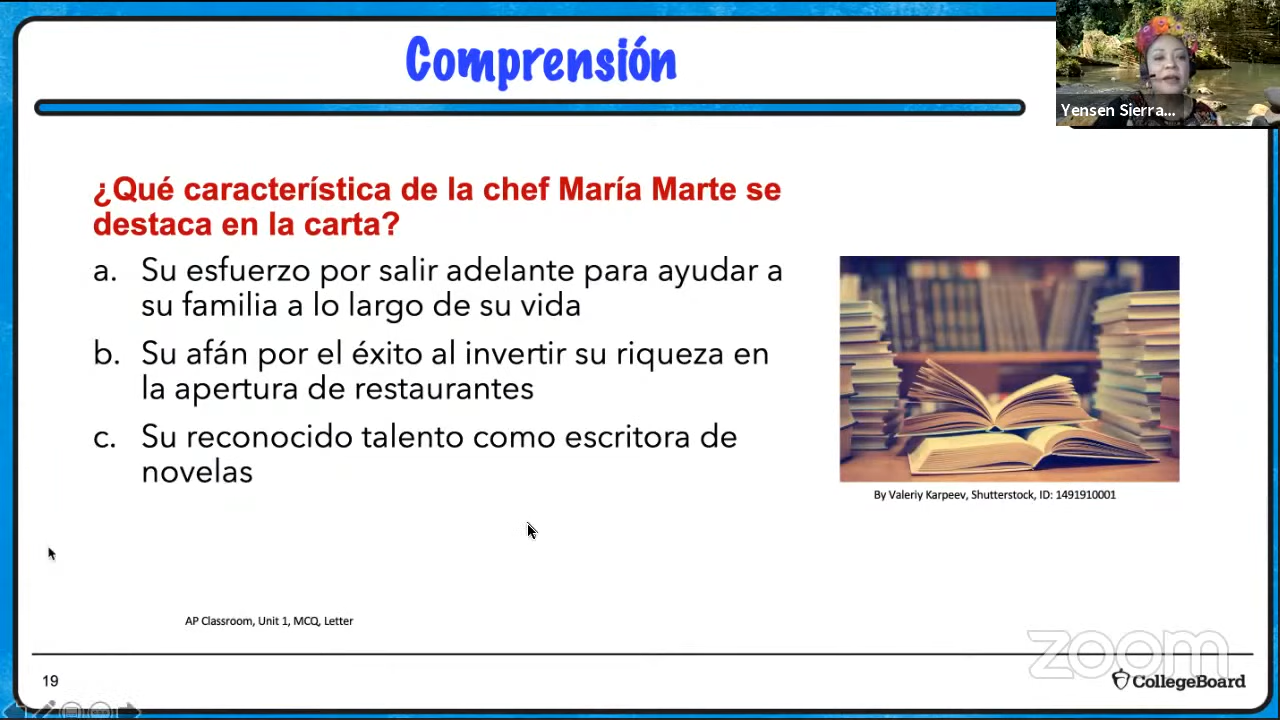 Comprensión
Yensen Sierra...
¿Qué característica de la chef María Marte se
destaca en la carta?
a. Su esfuerzo por salir adelante para ayudar a
su familia a lo largo de su vida
b. Su afán por el éxito al invertir su riqueza en
la apertura de restaurantes
c. Su reconocido talento como escritora de
novelas
By Valeriy Karpeev, Shutterstock, ID: 1491910001
AP Classroom, Unit 1, MCQ, Letter
zoom
19
CollegeBoard